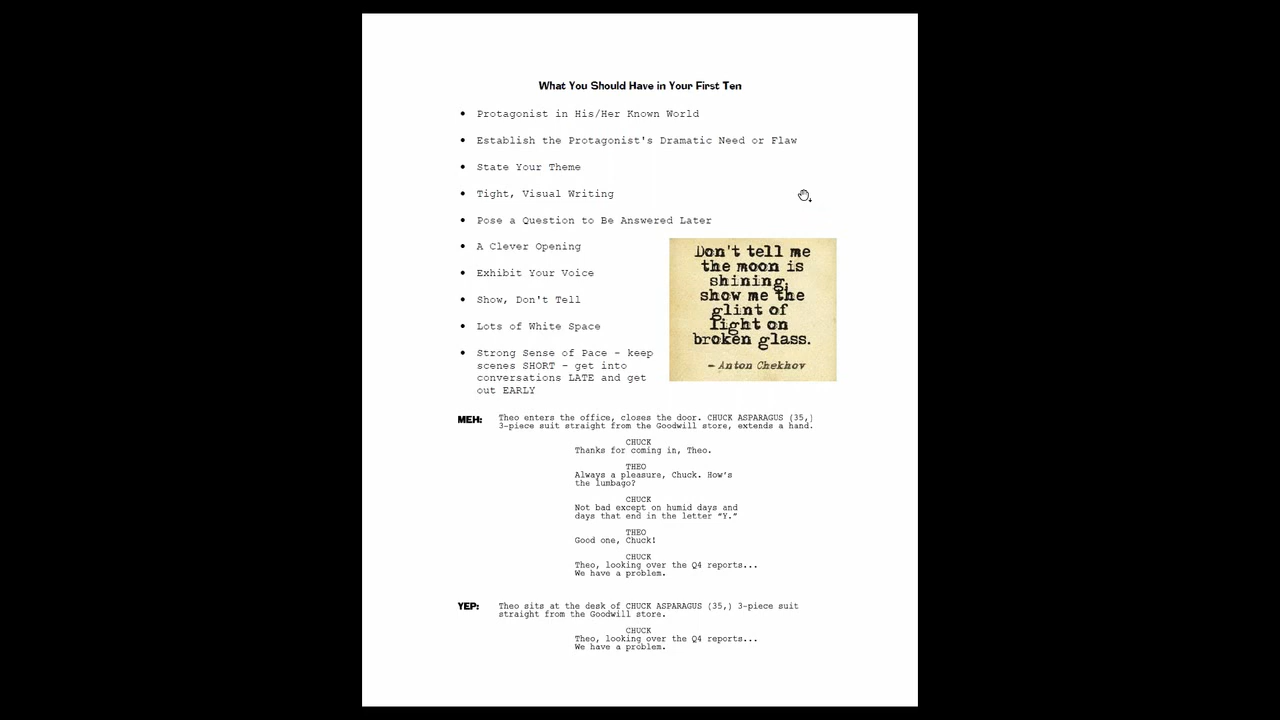 What You Should Have in Your First Ten
• Protagonist in His/Her Known World
• Establish the Protagonist's Dramatic Need or Flaw
• State Your Theme
• Tight, Visual Writing
• Pose a Question to Be Answered Later
• A Clever Opening
• Exhibit Your Voice
• Show, Don't Tell
• Lots of White Space
• Strong Sense of Pace - keep
scenes SHORT - get into
conversations LATE and get
out EARLY
Don't tell me
the moon is
shining,
show me the
glint of
light on
broken glass.
- Anton Chekhov
MEH: Theo enters the office, closes the door. CHUCK ASPARAGUS (35,)
3-piece suit straight from the Goodwill store, extends a hand.
CHUCK
Thanks for coming in, Theo.
THEO
Always a pleasure, Chuck. How's
the lumbago?
CHUCK
Not bad except on humid days and
days that end in the letter “Y.”
THEO
Good one, Chuck!
CHUCK
Theo, looking over the Q4 reports...
We have a problem.
YEP: Theo sits at the desk of CHUCK ASPARAGUS (35,) 3-piece suit
straight from the Goodwill store.
CHUCK
Theo, looking over the Q4 reports...
We have a problem.